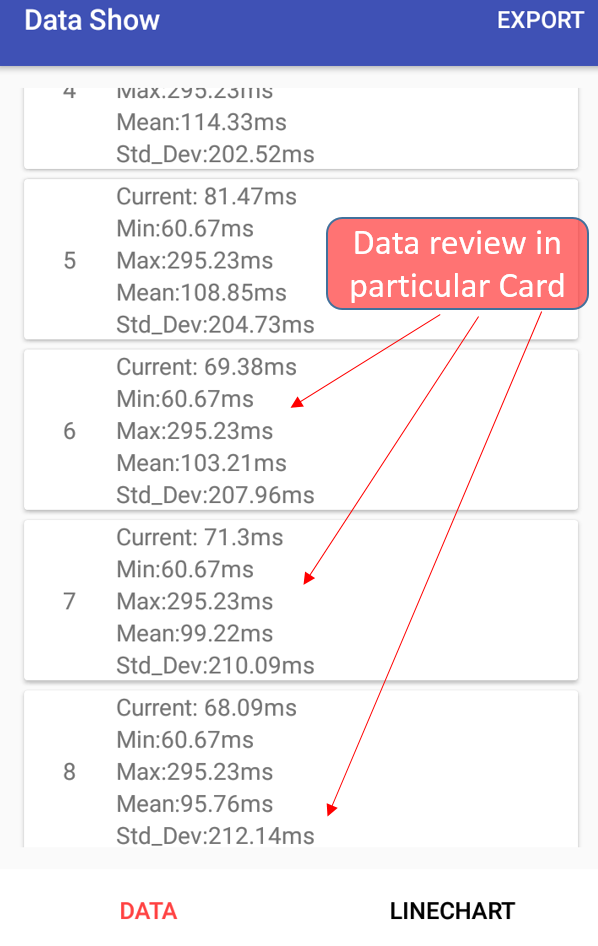 Data Show
EXPORT
4
Max:295.23ms
Mean:114.33ms
Std_Dev:202.52ms
5
Current: 81.47ms
Min:60.67ms
Max:295.23ms
Mean:108.85ms
Std_Dev:204.73ms
Data review in
particular Card
6
Current: 69.38ms
Min:60.67ms
Max:295.23ms
Mean:103.21ms
Std_Dev:207.96ms
7
Current: 71.3ms
Min:60.67ms
Max:295.23ms
Mean:99.22ms
Std_Dev:210.09ms
8
Current: 68.09ms
Min:60.67ms
Max:295.23ms
Mean:95.76ms
Std_Dev:212.14ms
DATA
LINECHART